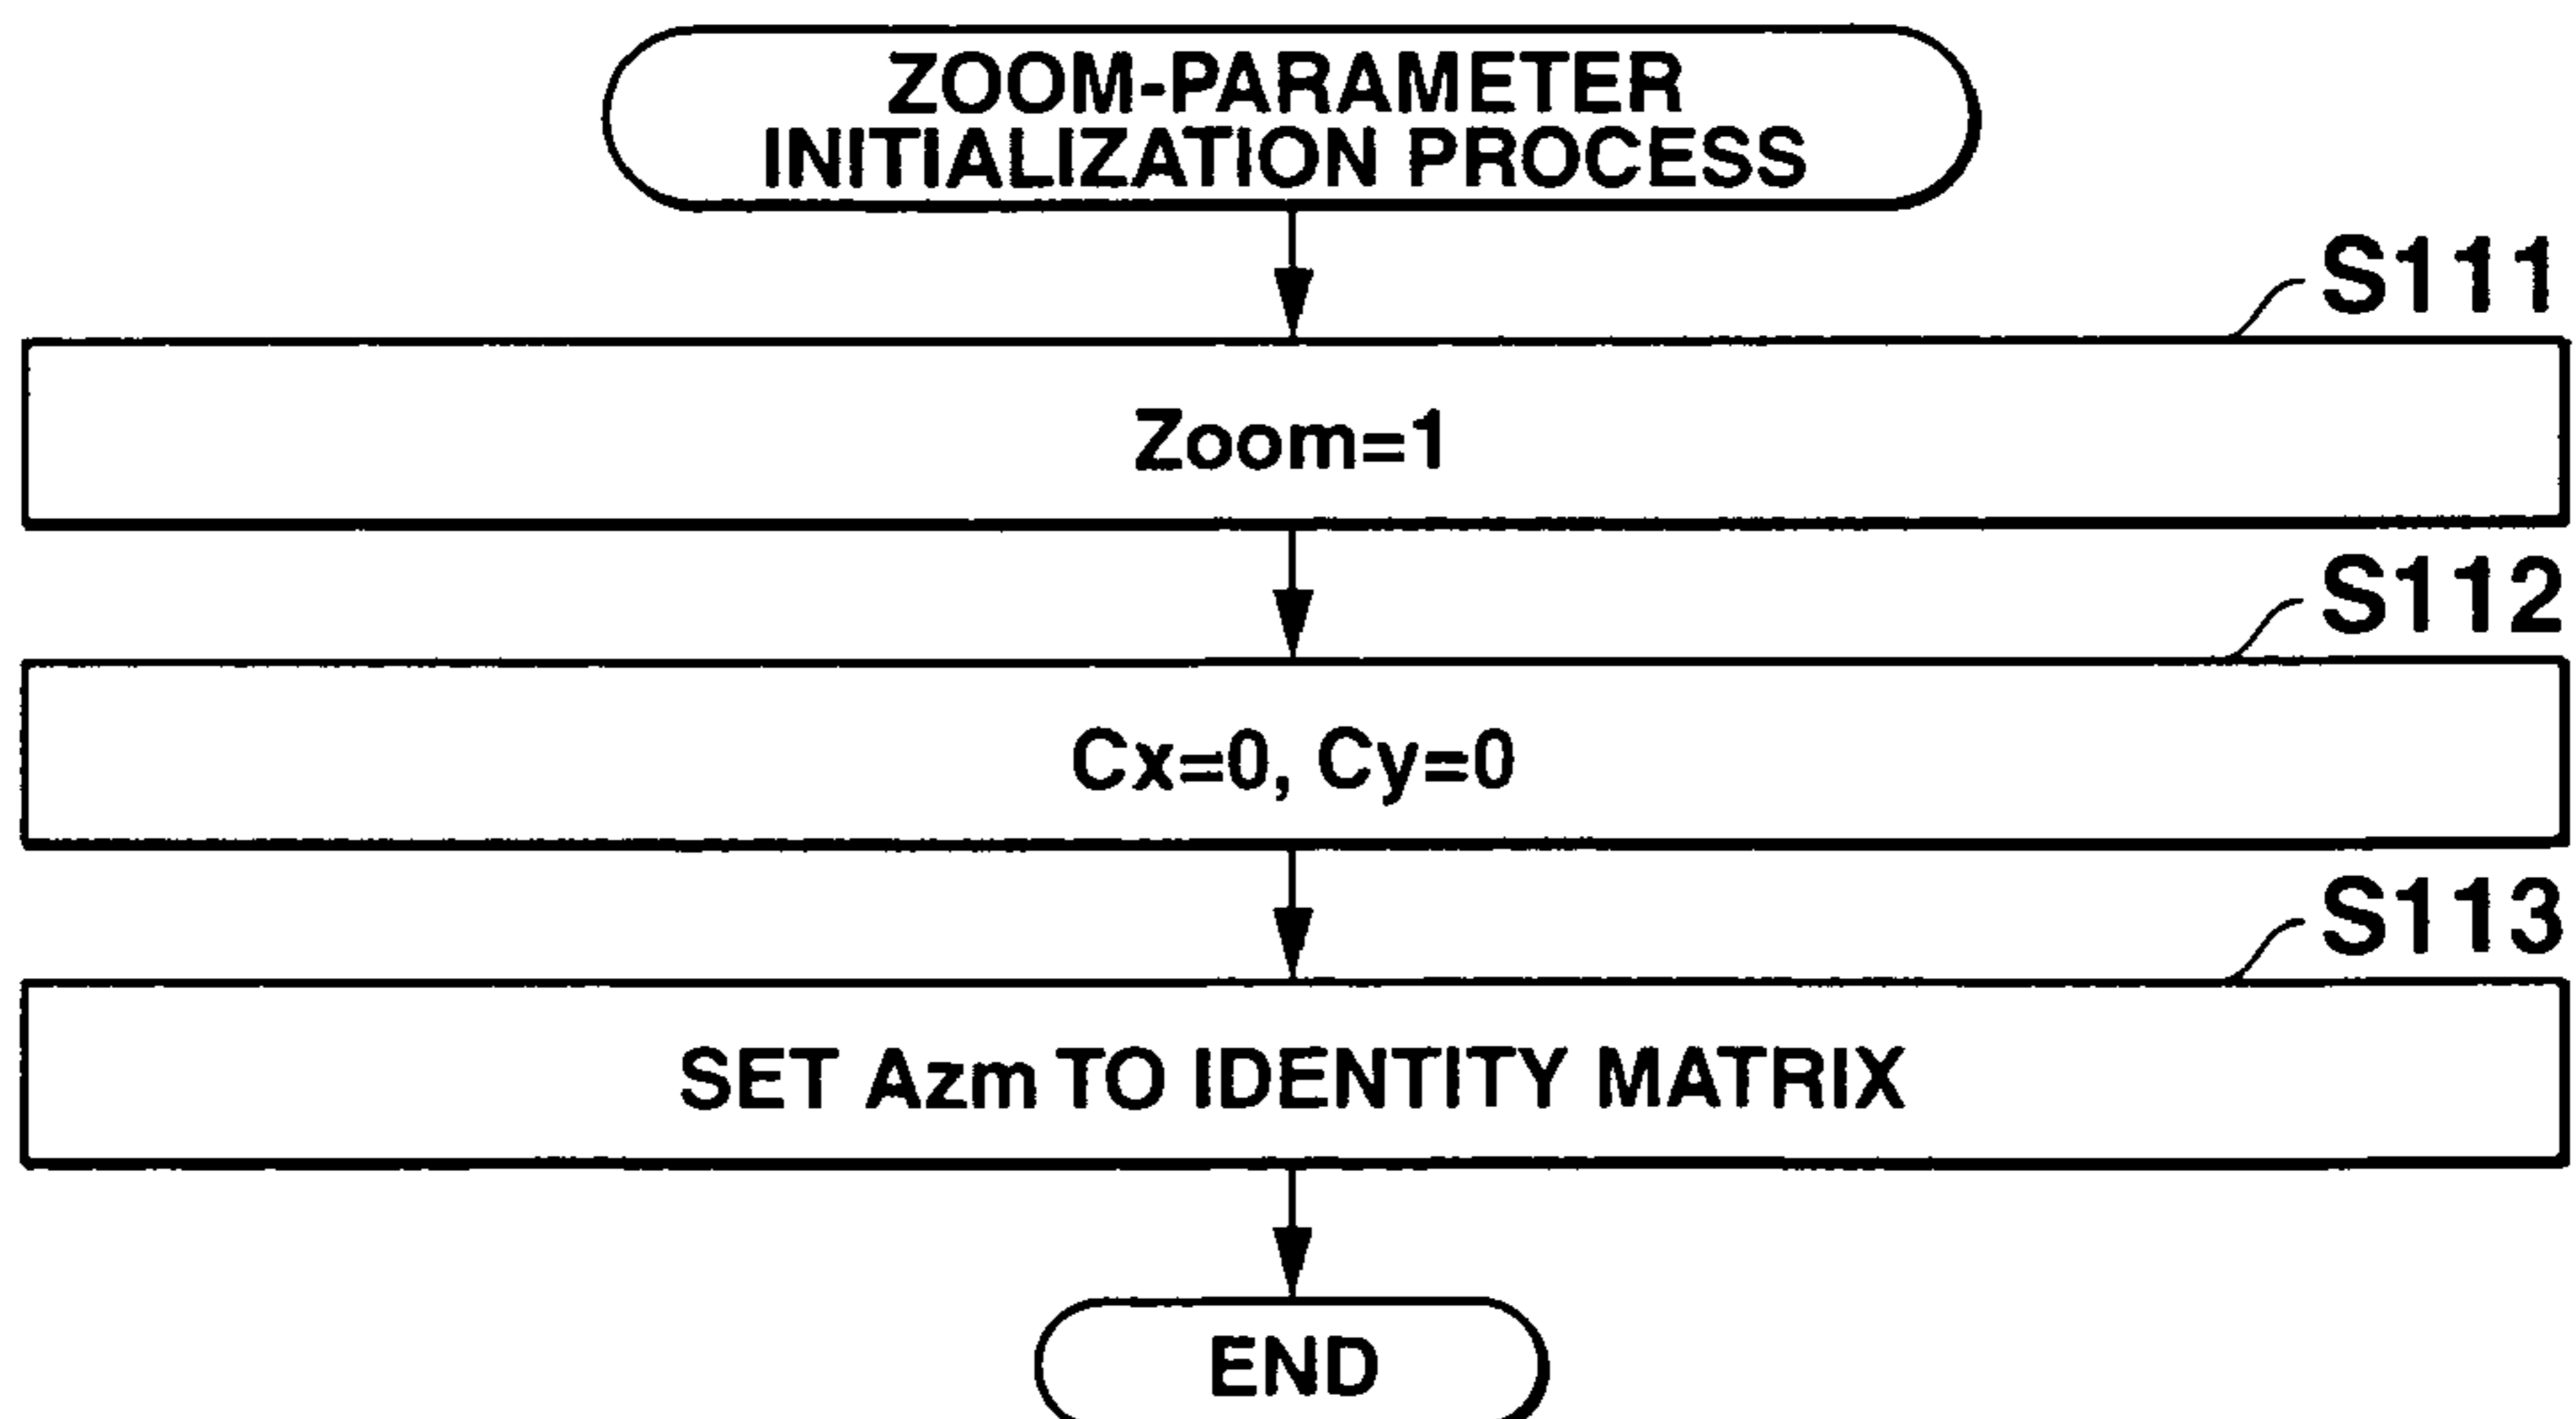 ZOOM-PARAMETER
INITIALIZATION PROCESS
S111
Zoom=1
S112
Cx=0, Cy=0
S113
SET Azm TO IDENTITY MATRIX
END